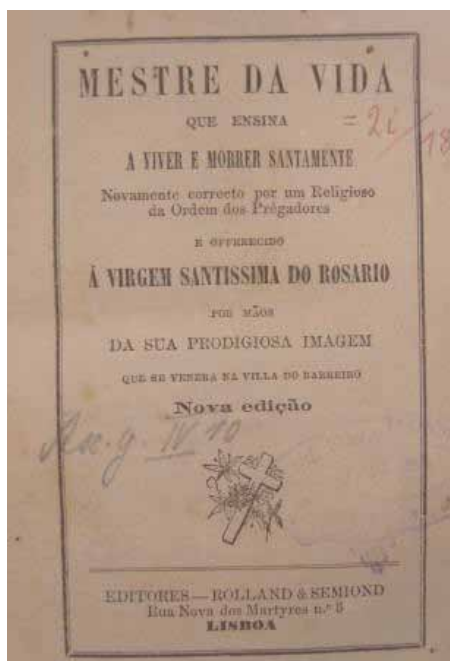 MESTRE DA VIDA
QUE ENSINA
A VIVER E MORRER SANTAMENTE
Novamente correcto por um Religioso
da Ordem dos Prégadores
E OFFERECIDO
Á VIRGEM SANTISSIMA DO ROSARIO
POR MÃOS
DA SUA PRODIGIOSA IMAGEM
QUE SE VENERA NA VILLA DO BARREIRO
Nova edição
IV 10
EDITORES — ROLLAND & SEMIOND
Rua Nova dos Martyres n.º 5
LISBOA